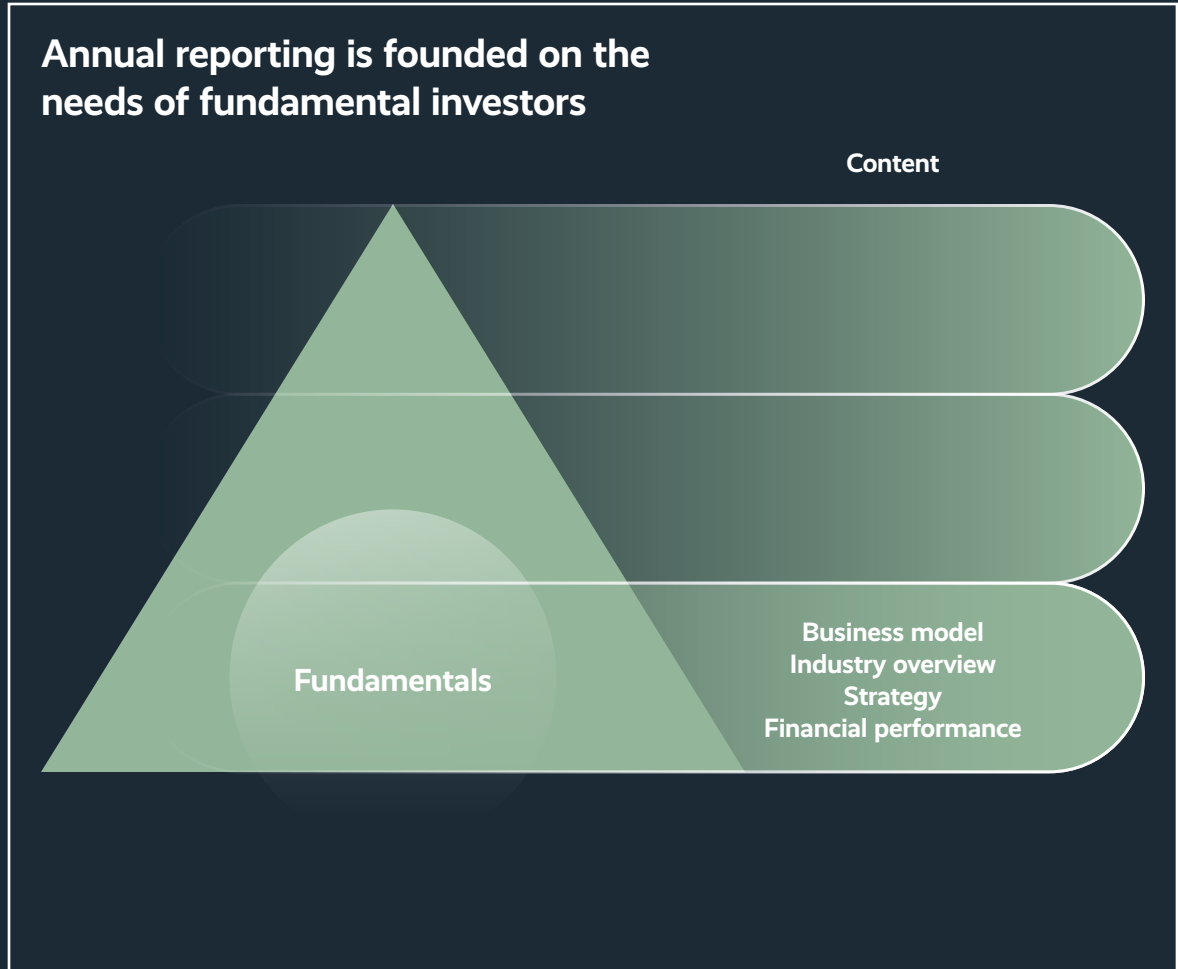 Annual reporting is founded on the
needs of fundamental investors
Content
Fundamentals
Business model
Industry overview
Strategy
Financial performance